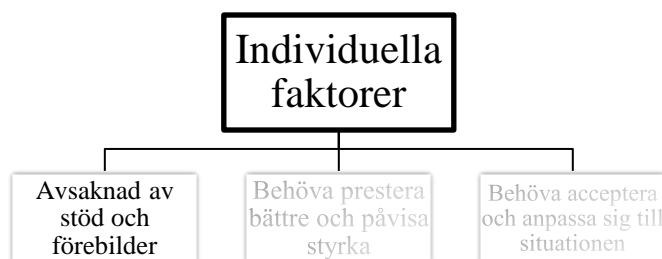 Individuella
faktorer
Avsaknad av
stöd och
förebilder
Behöva prestera
bättre och påvisa
styrka
Behöva acceptera
och anpassa sig till
situationen